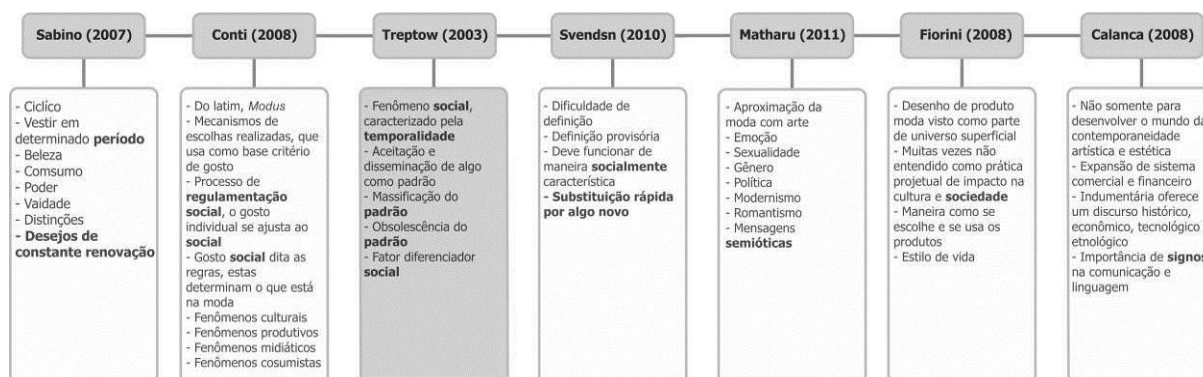 Sabino (2007)
Conti (2008)
Treptow (2003)
Svendsn (2010)
Matharu (2011)
Fiorini (2008)
Calanca (2008)
- Ciclíco
- Vestir em
determinado período
- Beleza
- Comsumo
- Poder
- Vaidade
- Distinções
- Desejos de
constante renovação
- Do latim, Modus
- Mecanismos de
escolhas realizadas, que
usa como base critério
de gosto
- Processo de
regulamentação
social, o gosto
individual se ajusta ao
social
- Gosto social dita as
regras, estas
determinam o que está
na moda
- Fenômenos culturais
- Fenômenos produtivos
- Fenômenos midiáticos
- Fenômenos cosumistas
- Fenômeno social,
caracterizado pela
temporalidade
- Aceitação e
disseminação de algo
como padrão
- Massificação do
padrão
- Obsolescência do
padrão
- Fator diferenciador
social
- Dificuldade de
definição
- Definição provisória
- Deve funcionar de
maneira socialmente
característica
- Substituição rápida
por algo novo
- Aproximação da
moda com arte
- Emoção
- Sexualidade
- Gênero
- Política
- Modernismo
- Romantismo
- Mensagens
semióticas
- Desenho de produto
moda visto como parte
de universo superficial
- Muitas vezes não
entendido como prática
projetual de impacto na
cultura e sociedade
- Maneira como se
escolhe e se usa os
produtos
- Estilo de vida
- Não somente para
desenvolver o mundo da
contemporaneidade
artística e estética
- Expansão de sistema
comercial e financeiro
- Indumentária oferece
um discurso histórico,
econômico, tecnológico
etnológico
- Importância de signos
na comunicação e
linguagem